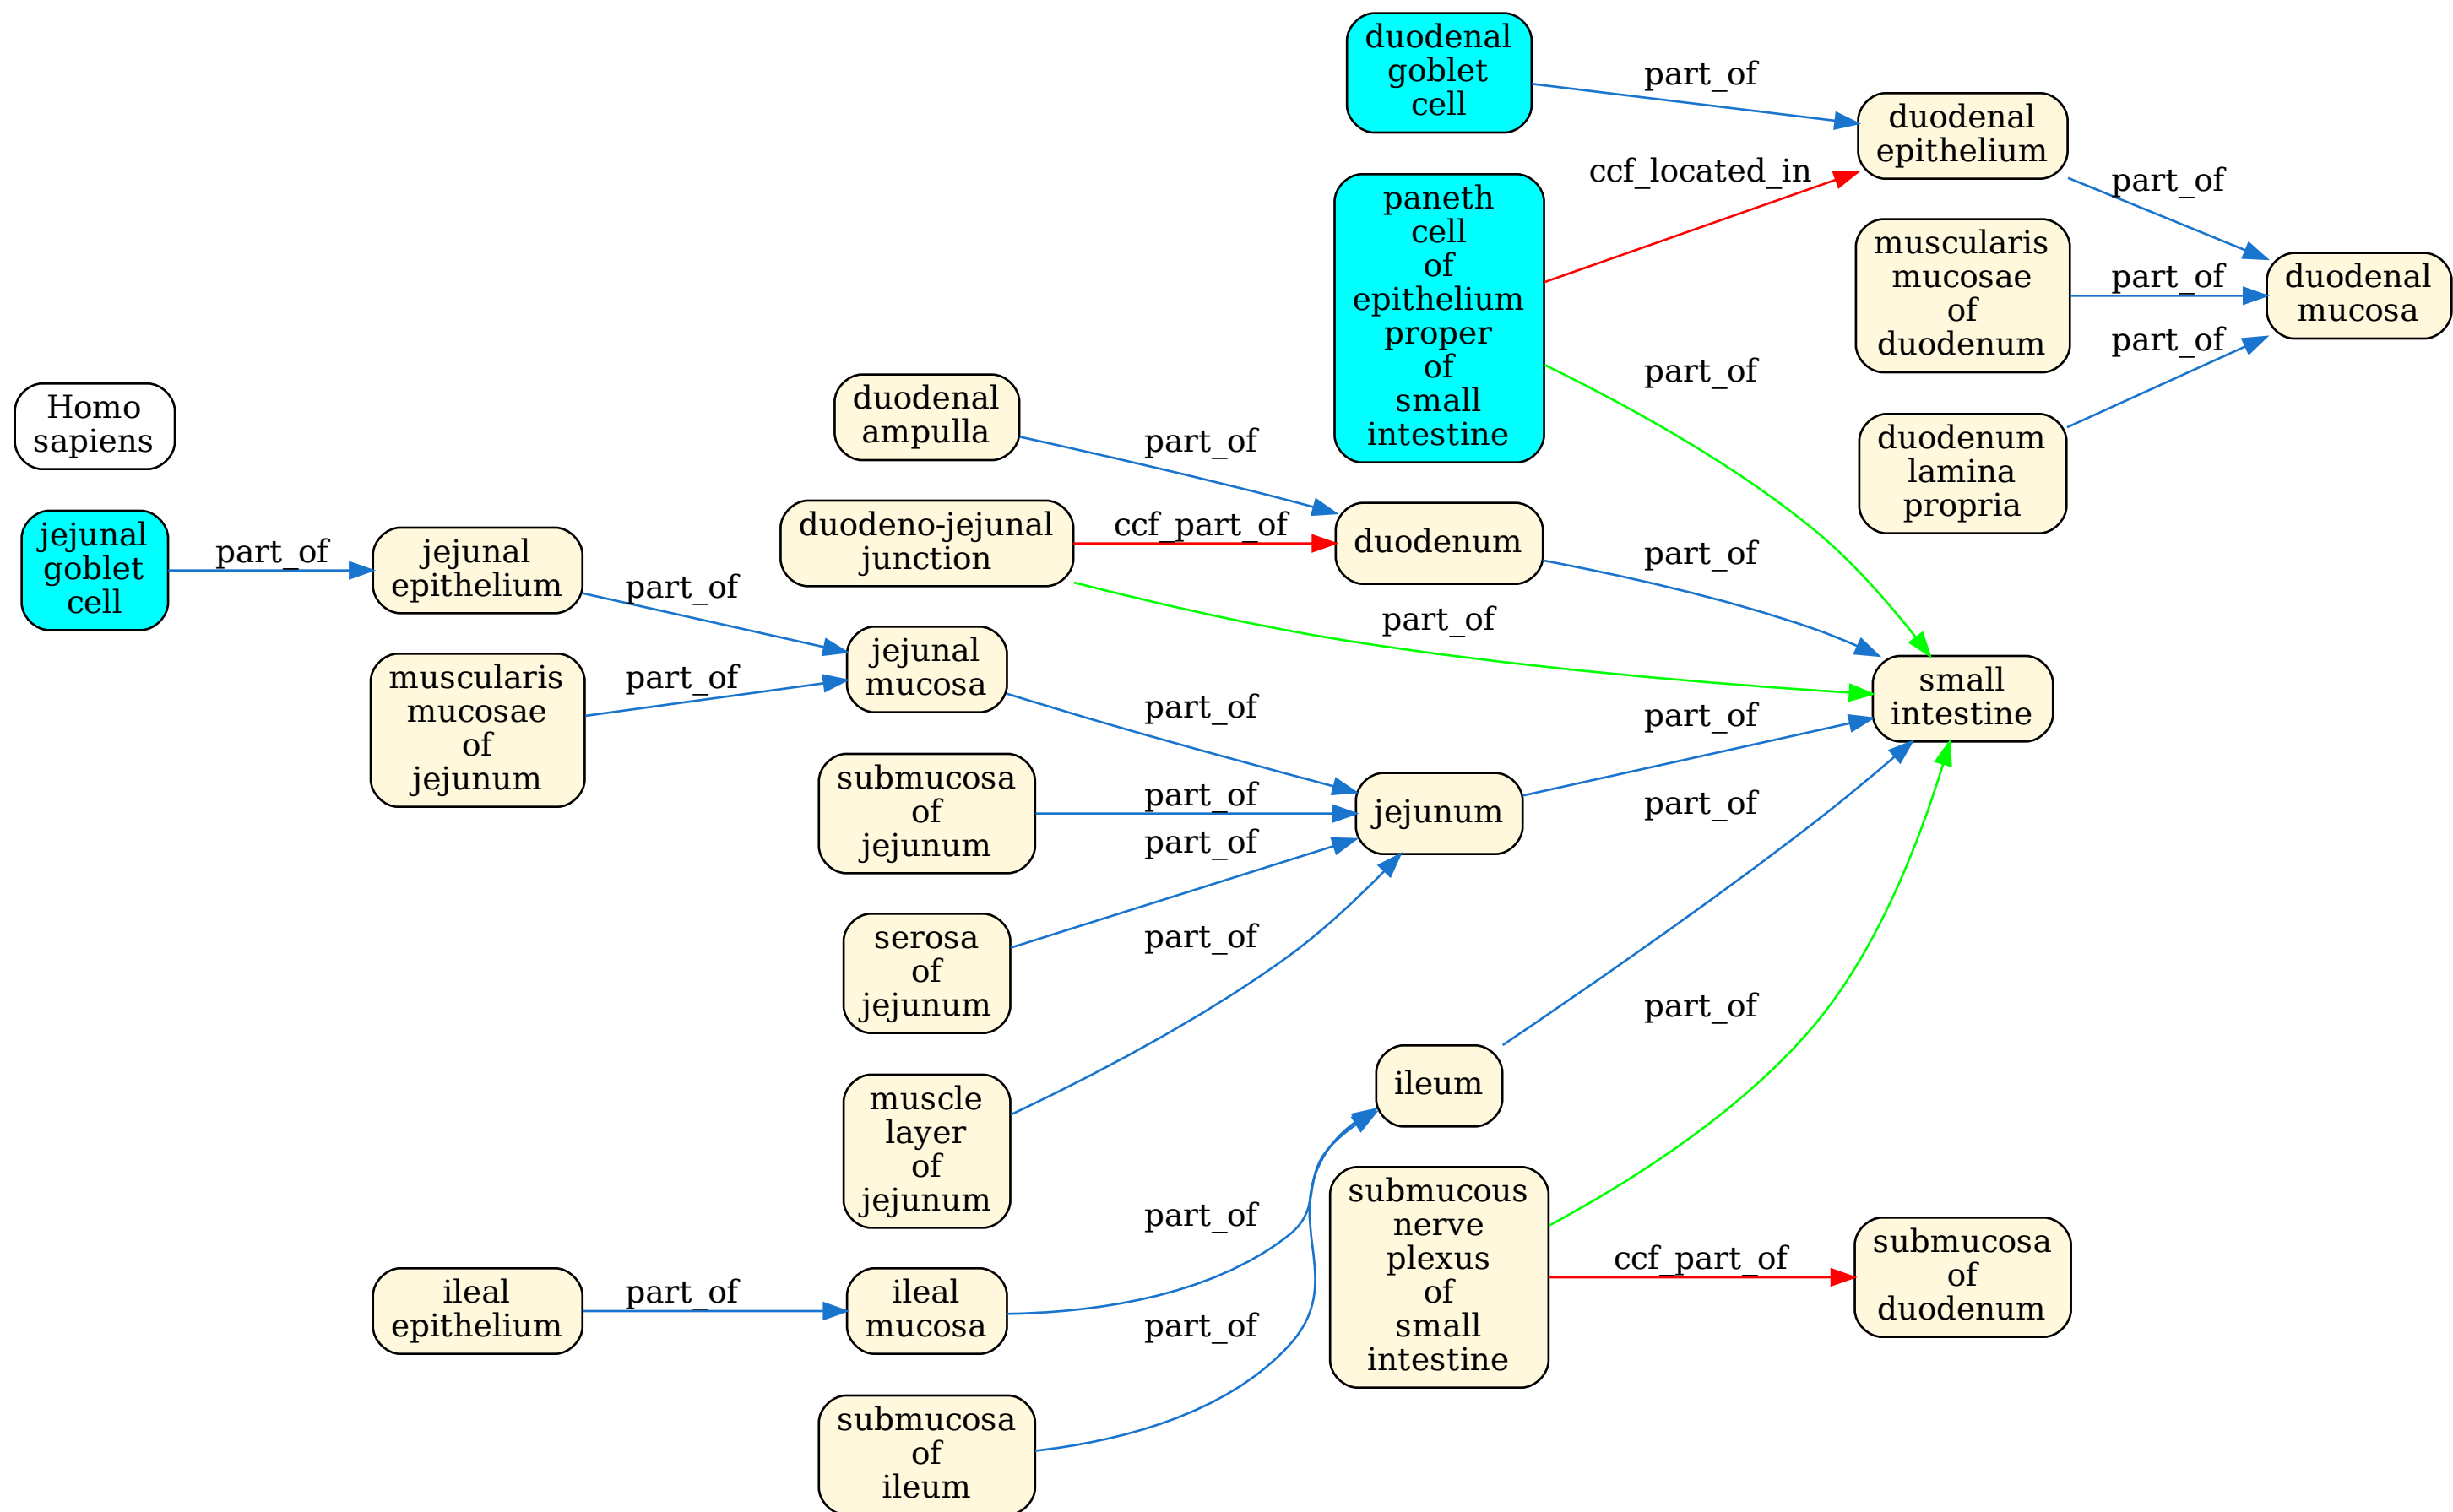 duodenal
goblet
cell
part_of
duodenal
epithelium
ccf_located_in
part_of
paneth
cell
of
epithelium
proper
of
small
intestine
muscularis
mucosae
of
duodenum
part_of
duodenal
mucosa
part_of
part_of
duodenum
lamina
propria
Homo
sapiens
duodenal
ampulla
part_of
duodeno-jejunal
junction
ccf_part_of
duodenum
part_of
part_of
jejunal
goblet
cell
part_of
jejunal
epithelium
part_of
jejunal
mucosa
small
intestine
muscularis
mucosae
of
jejunum
part_of
part_of
part_of
submucosa
of
jejunum
part_of
jejunum
part_of
part_of
serosa
of
jejunum
part_of
part_of
muscle
layer
of
jejunum
ileum
part_of
submucous
nerve
plexus
of
small
intestine
ccf_part_of
submucosa
of
duodenum
ileal
epithelium
part_of
ileal
mucosa
part_of
submucosa
of
ileum